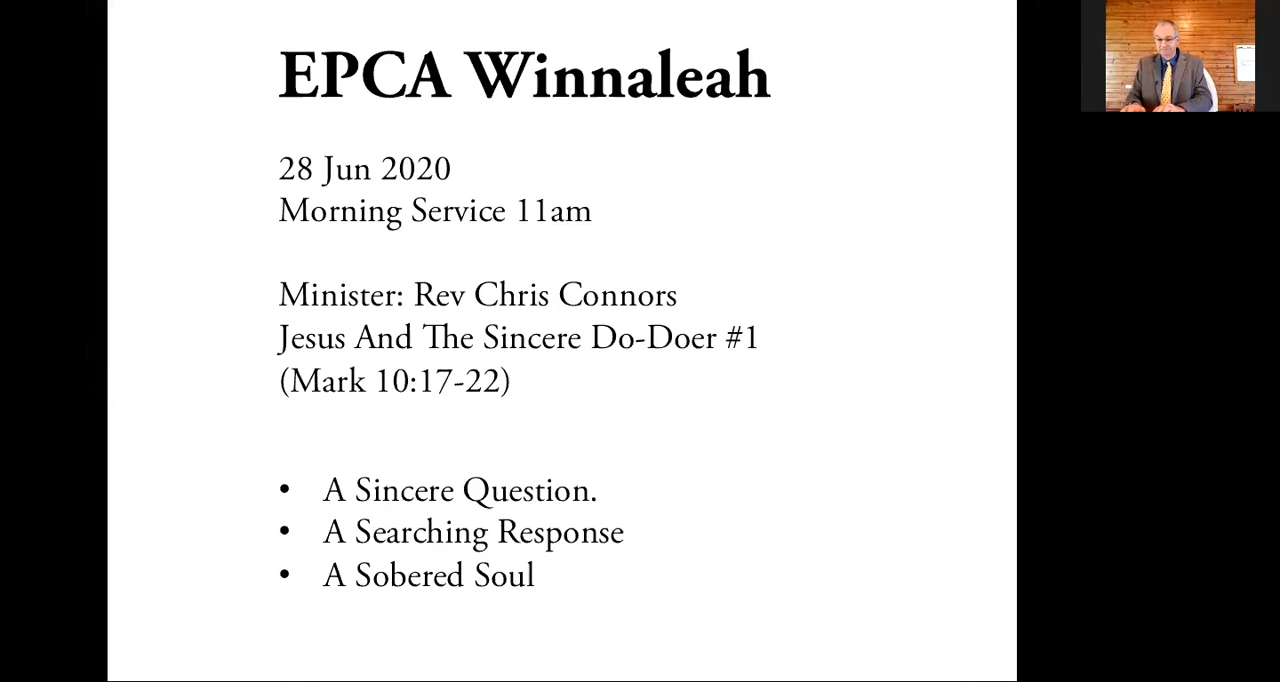 EPCA Winnaleah
28 Jun 2020
Morning Service 11am
Minister: Rev Chris Connors
Jesus And The Sincere Do-Doer #1
(Mark 10:17-22)
• A Sincere Question.
• A Searching Response
• A Sobered Soul